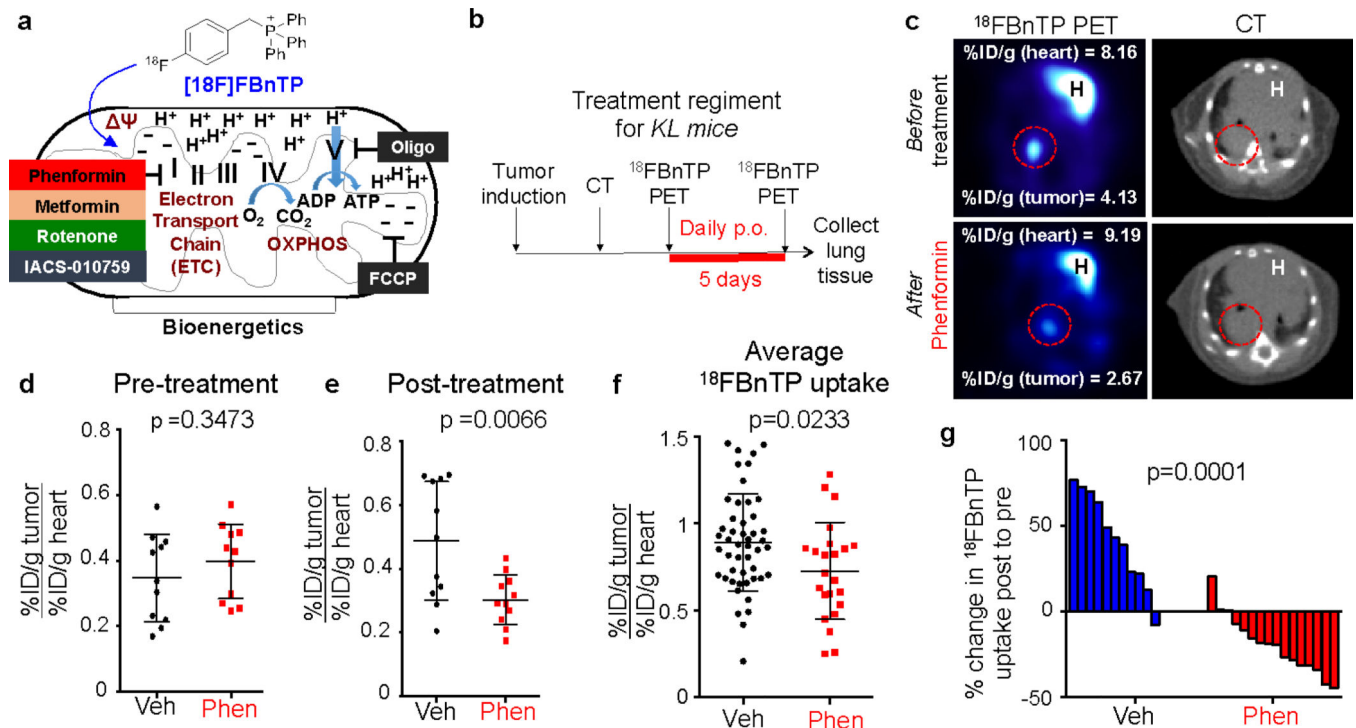 a
P+
Ph
Ph
Ph
18F
[18F]FBnTP
ΔΨ
H+ H+ H+ H+ H+ H+
H+ H+ H+
I II III IV V
Oligo
Phenformin
Metformin
Rotenone
IACS-010759
Electron
Transport
Chain
(ETC)
O2 CO2
ADP ATP
OXPHOS
H+ H+ H+
FCCP
Bioenergetics
b
Treatment regiment
for KL mice
Tumor
induction
CT
18FBnTP
PET
18FBnTP
PET
Daily p.o.
5 days
Collect
lung
tissue
c
18FBnTP PET CT
Before
treatment
%ID/g (heart) = 8.16
H
%ID/g (tumor) = 4.13
H
After
Phenformin
%ID/g (heart) = 9.19
H
%ID/g (tumor) = 2.67
H
d
Pre-treatment
p =0.3473
%ID/g tumor
%ID/g heart
0.8
0.6
0.4
0.2
0
Veh Phen
e
Post-treatment
p=0.0066
%ID/g tumor
%ID/g heart
0.8
0.6
0.4
0.2
0
Veh Phen
f
Average
18FBnTP uptake
p=0.0233
%ID/g tumor
%ID/g heart
1.5
1
0.5
0
Veh Phen
g
% change in 18FBnTP
uptake post to pre
p=0.0001
100
50
0
-50
Veh Phen